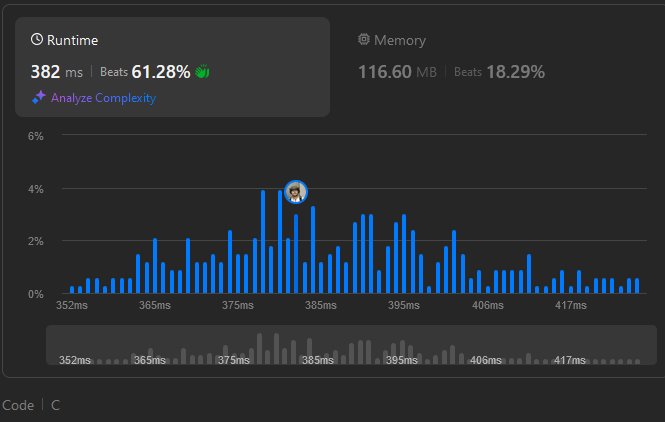 Runtime
382 ms | Beats 61.28%
Analyze Complexity
Memory
116.60 MB | Beats 18.29%
6%
4%
2%
0%
352ms 365ms 375ms 385ms 395ms 406ms 417ms
352ms 365ms 375ms 385ms 395ms 406ms 417ms
Code | C